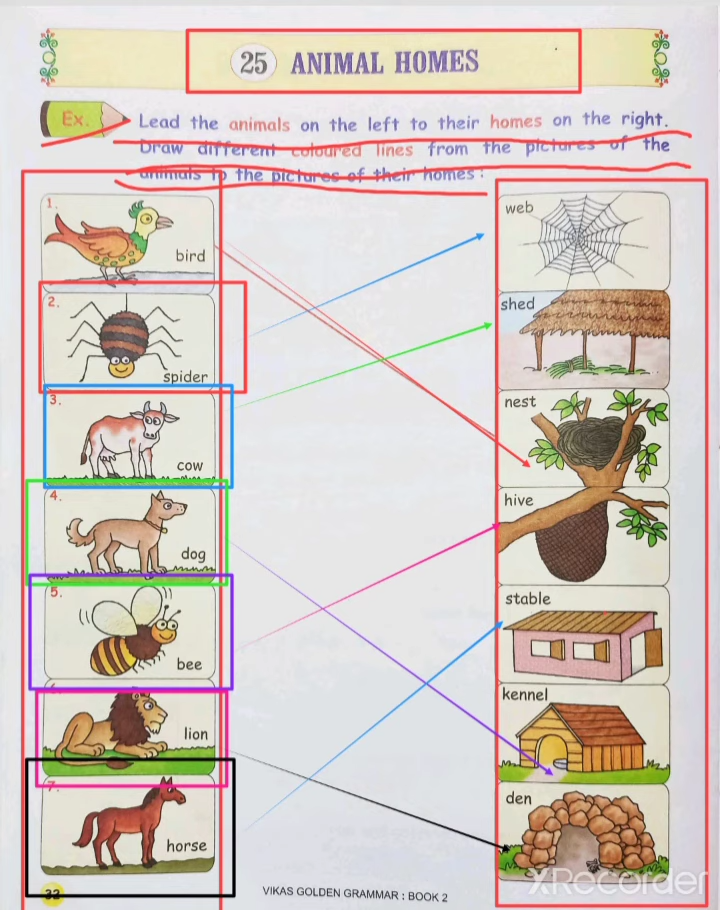 25 ANIMAL HOMES
Ex. Lead the animals on the left to their homes on the right.
Draw different coloured lines from the pictures of the
animals to the pictures of their homes :
1.
bird
2.
spider
3.
cow
4.
dog
5.
bee
lion
7.
horse
web
shed
nest
hive
stable
kennel
den
33
VIKAS GOLDEN GRAMMAR : BOOK 2
XRecorder